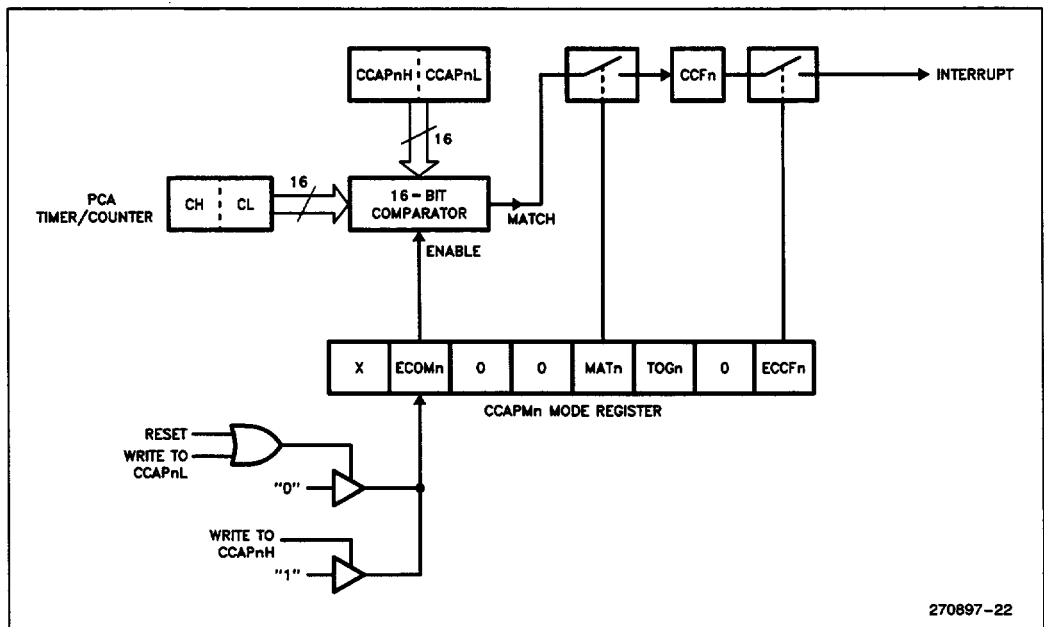 CCAPnH CCAPnL
CCFn
INTERRUPT
16
16
PCA
TIMER/COUNTER
CH CL
16-BIT
COMPARATOR
MATCH
ENABLE
X ECOMn 0 0 MATn TOGn 0 ECCFn
CCAPMn MODE REGISTER
RESET
WRITE TO
CCAPnL
"0"
WRITE TO
CCAPnH
"1"
270897-22